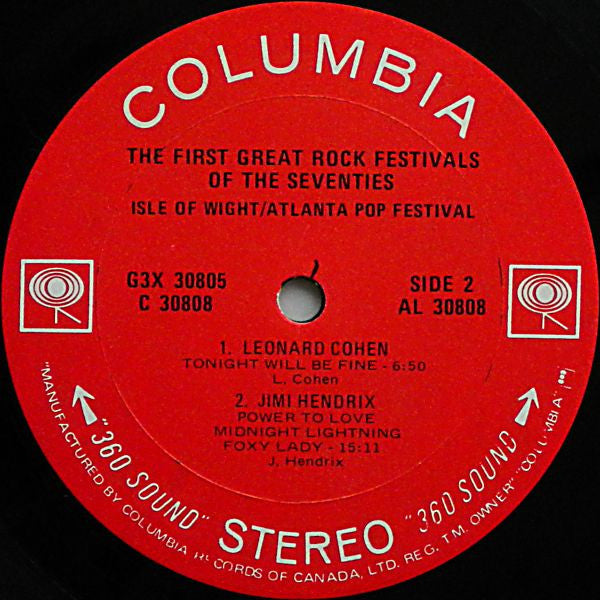 COLUMBIA
THE FIRST GREAT ROCK FESTIVALS
OF THE SEVENTIES
ISLE OF WIGHT/ATLANTA POP FESTIVAL
G3X 30805
C 30808
SIDE 2
AL 30808
1. LEONARD COHEN
TONIGHT WILL BE FINE - 6:50
L. Cohen
2. JIMI HENDRIX
POWER TO LOVE
MIDNIGHT LIGHTNING
FOXY LADY - 15:11
J. Hendrix
"360 SOUND" STEREO "360 SOUND"
"MANUFACTURED BY COLUMBIA RECORDS OF CANADA, LTD. REG. T.M. OWNER" "COLUMBIA"